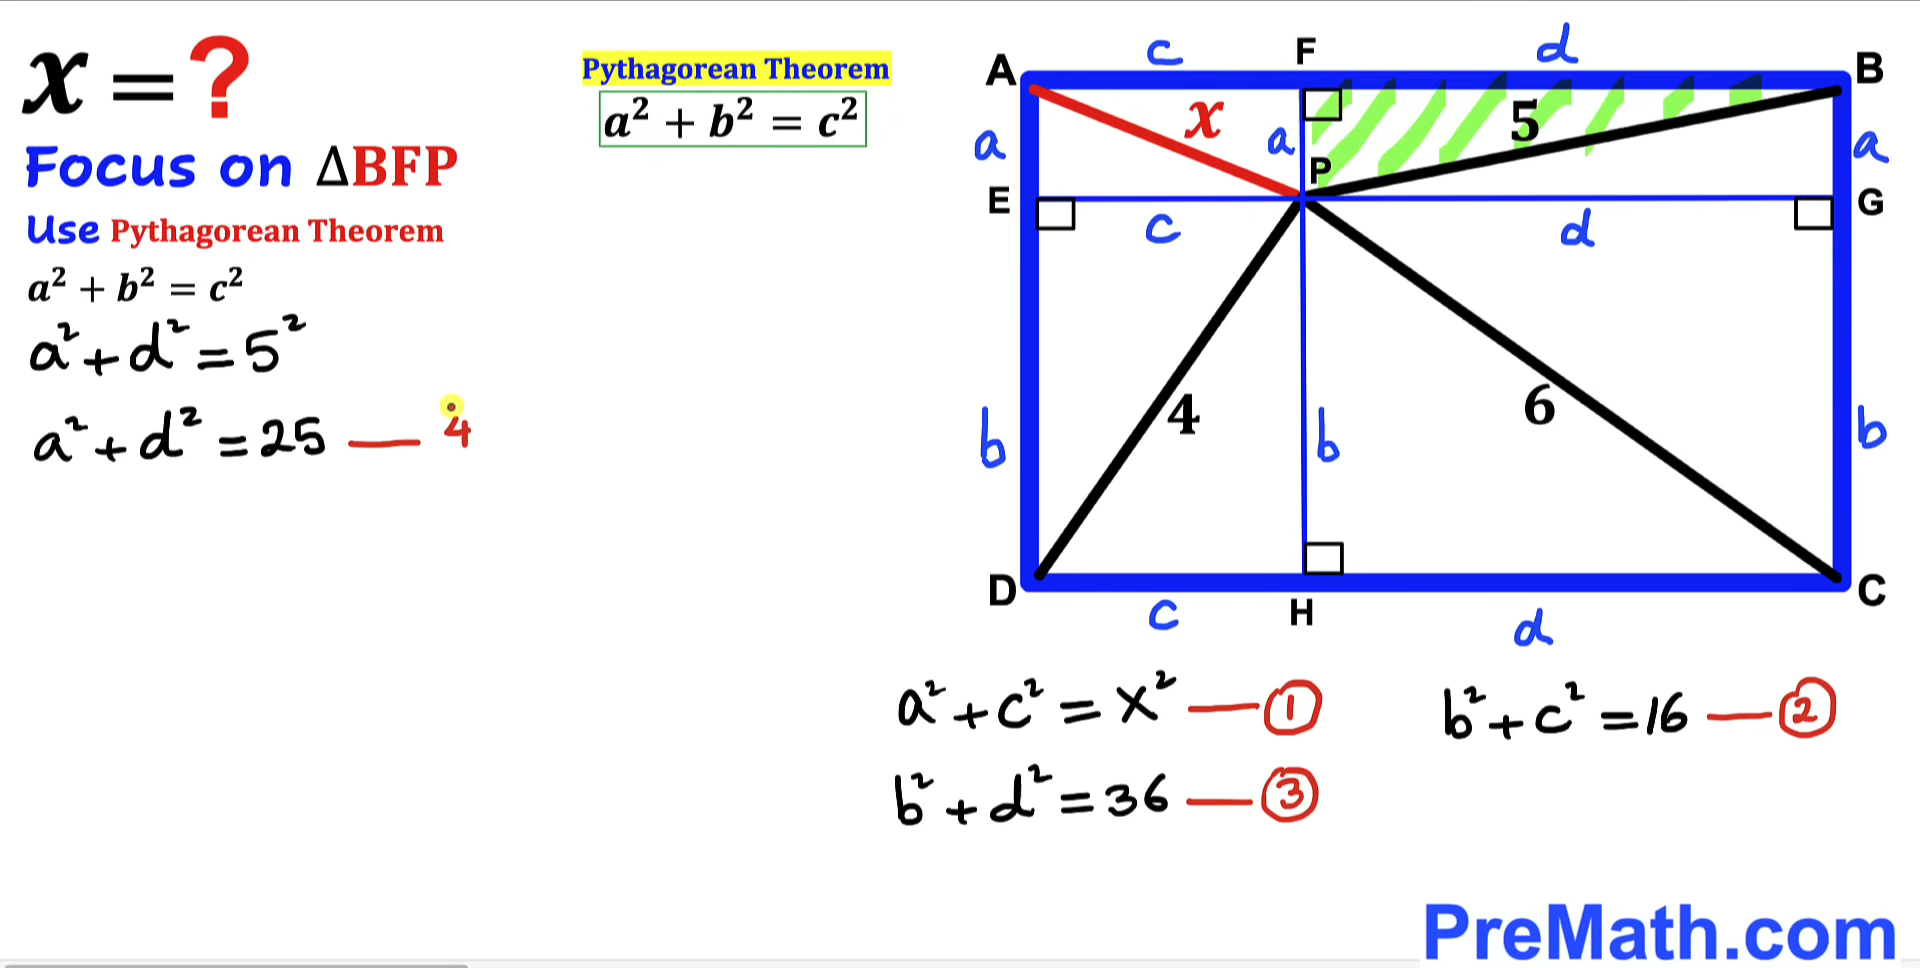 x = ?
Focus on ΔBFP
Use Pythagorean Theorem
a² + b² = c²
a² + d² = 5²
a² + d² = 25 — 4
Pythagorean Theorem
a² + b² = c²
c F d
A B
x 5
a a a
P
E G
c d
4 6
b b b
D C
c H d
a² + c² = x² — ① b² + c² = 16 — ②
b² + d² = 36 — ③
PreMath.com